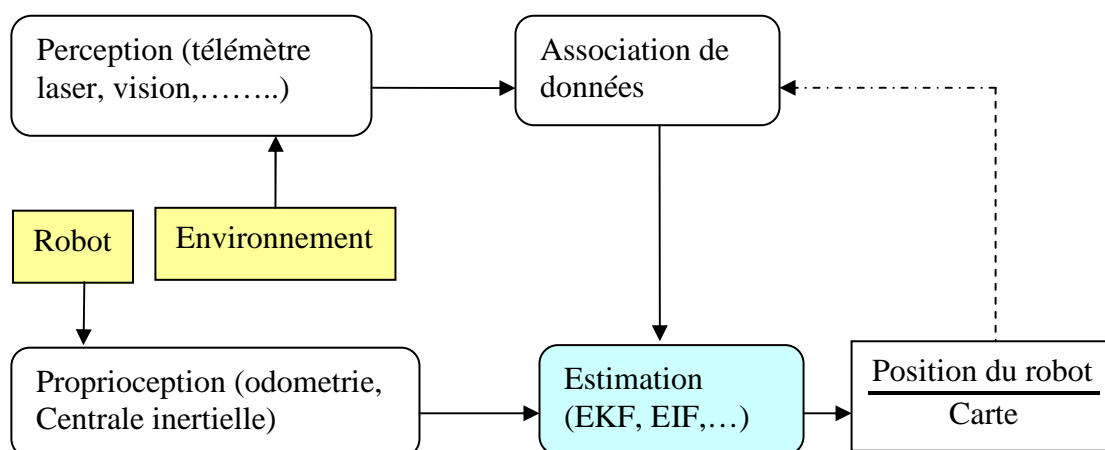 Perception (télémètre
laser, vision,……..)
Association de
données
Robot
Environnement
Proprioception (odometrie,
Centrale inertielle)
Estimation
(EKF, EIF,…)
Position du robot
Carte